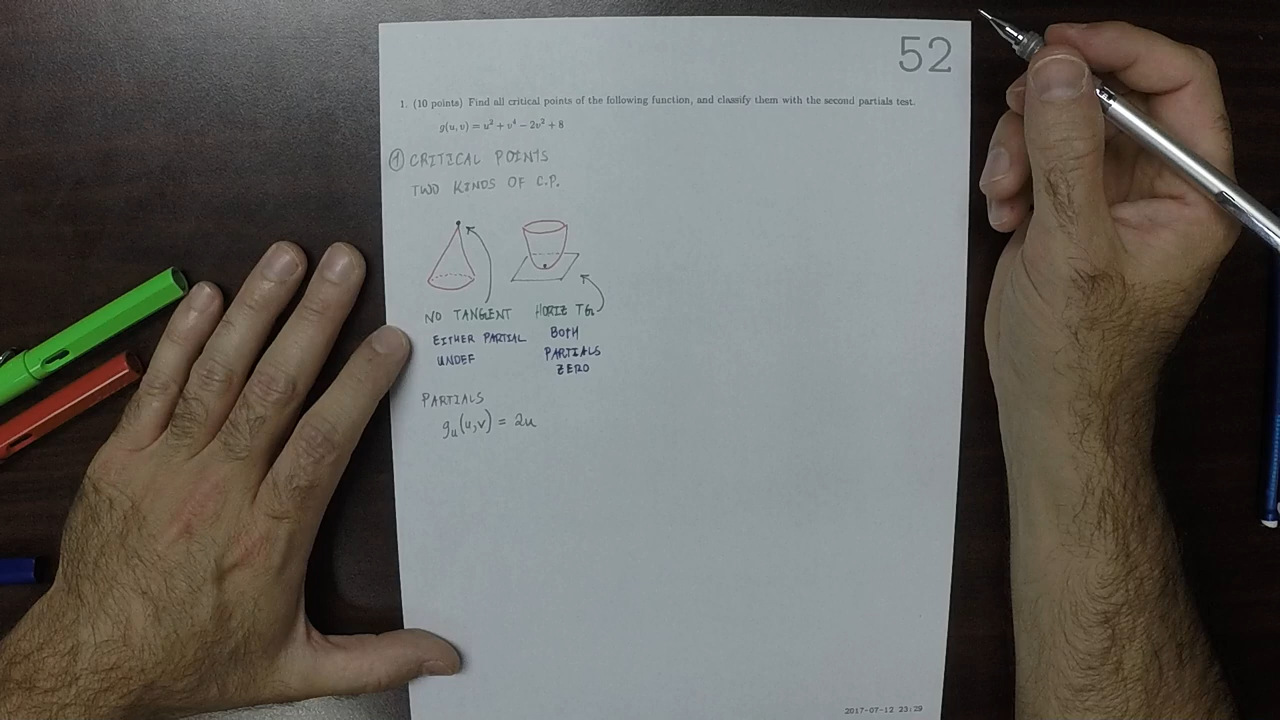 52
1. (10 points) Find all critical points of the following function, and classify them with the second partials test.
g(u, v) = u² + v⁴ − 2v² + 8
① CRITICAL POINTS
TWO KINDS OF C.P.
NO TANGENT HORIZ TG
EITHER PARTIAL BOTH
UNDEF PARTIALS
ZERO
PARTIALS
gᵤ(u,v) = 2u
2017-07-12 23:29